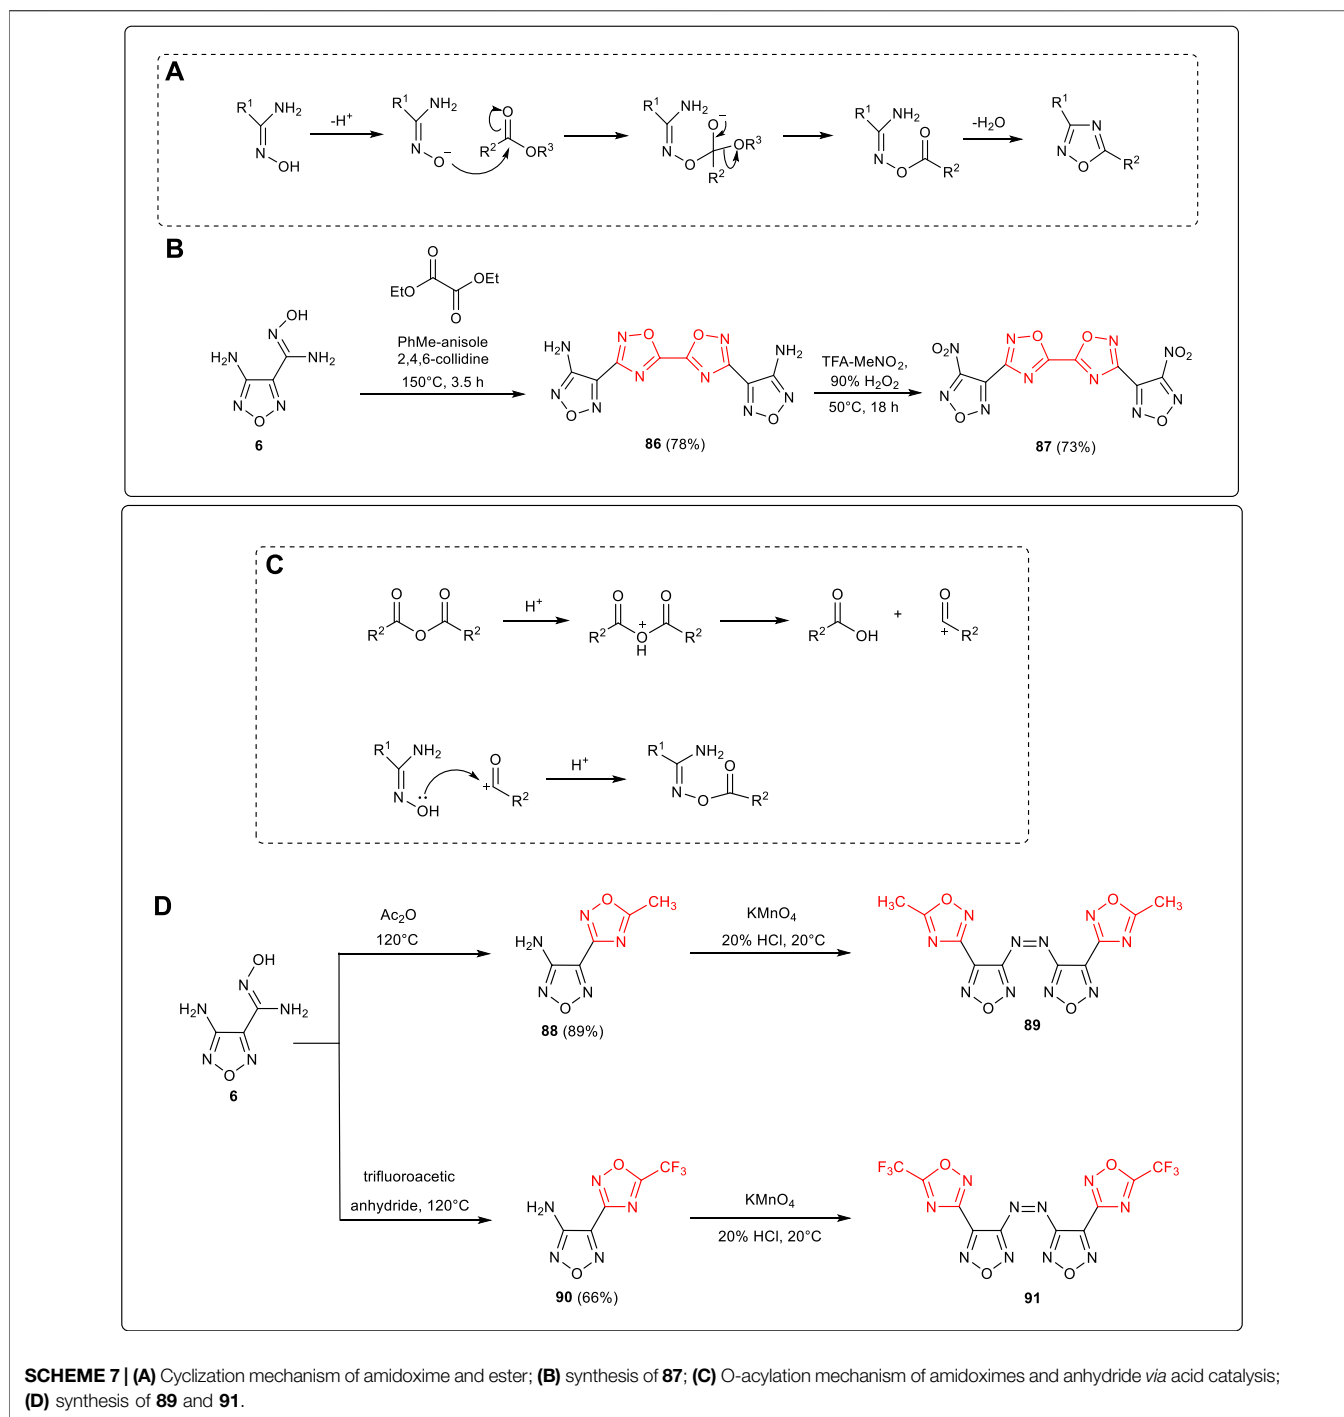 A
R¹ NH₂ N OH
-H⁺
R¹ NH₂ N O⁻
O R² OR³
R¹ NH₂ N O O⁻ OR³ R²
R¹ NH₂ N O O R²
-H₂O
R¹ N N O R²
B
HO N H₂N NH₂ N N O
6
O EtO OEt O
PhMe-anisole
2,4,6-collidine
150°C, 3.5 h
H₂N N O O N NH₂ N N N N N N O O
86 (78%)
TFA-MeNO₂,
90% H₂O₂
50°C, 18 h
O₂N N O O N NO₂ N N N N N N O O
87 (73%)
C
O O R² O R²
H⁺
O O R² O⁺ H R²
O R² OH
+
O + R²
R¹ NH₂ N OH
O + R²
H⁺
R¹ NH₂ N O O R²
D
OH N H₂N NH₂ N N O
6
Ac₂O
120°C
O N CH₃ N H₂N N N O
88 (89%)
KMnO₄
20% HCl, 20°C
H₃C O N N N=N O N CH₃ N N N N N O O
89
trifluoroacetic
anhydride, 120°C
O N CF₃ N H₂N N N O
90 (66%)
KMnO₄
20% HCl, 20°C
F₃C O N N N=N O N CF₃ N N N N N O O
91
SCHEME 7 | (A) Cyclization mechanism of amidoxime and ester; (B) synthesis of 87; (C) O-acylation mechanism of amidoximes and anhydride via acid catalysis;
(D) synthesis of 89 and 91.